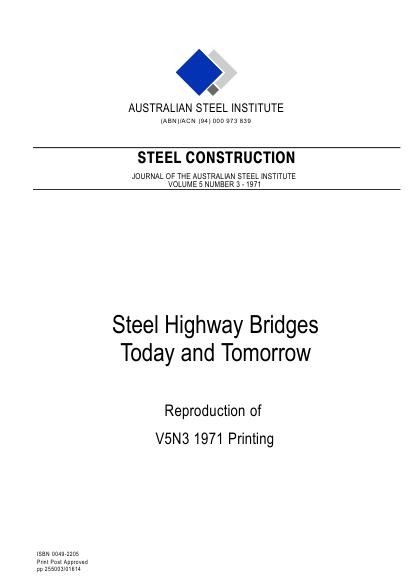 AUSTRALIAN STEEL INSTITUTE
(ABN)/ACN (94) 000 973 839
STEEL CONSTRUCTION
JOURNAL OF THE AUSTRALIAN STEEL INSTITUTE
VOLUME 5 NUMBER 3 - 1971
Steel Highway Bridges
Today and Tomorrow
Reproduction of
V5N3 1971 Printing
ISBN 0049-2205
Print Post Approved
pp 255003/01614